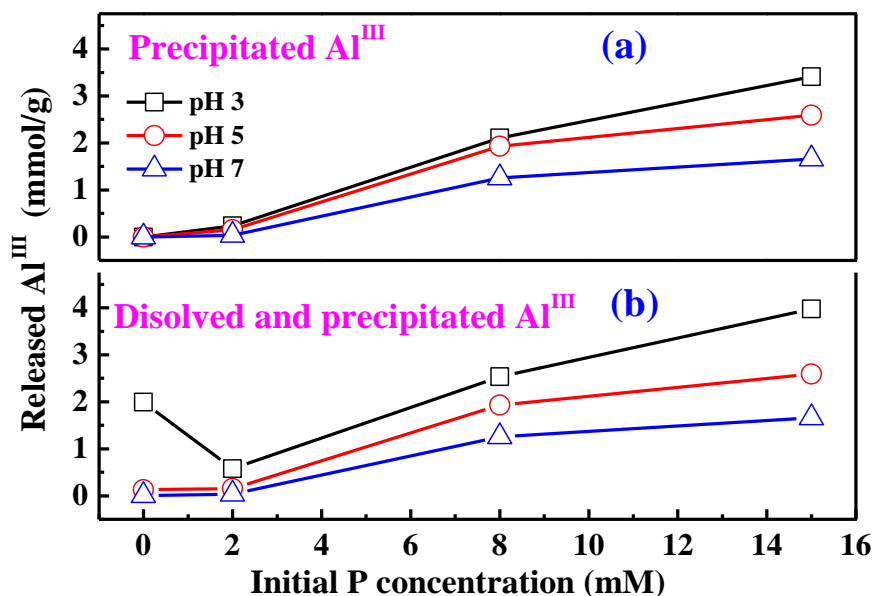 Precipitated Al^III
(a)
pH 3
pH 5
pH 7
4
3
2
1
0
Disolved and precipitated Al^III
(b)
4
3
2
1
0
Released Al^III (mmol/g)
0 2 4 6 8 10 12 14 16
Initial P concentration (mM)